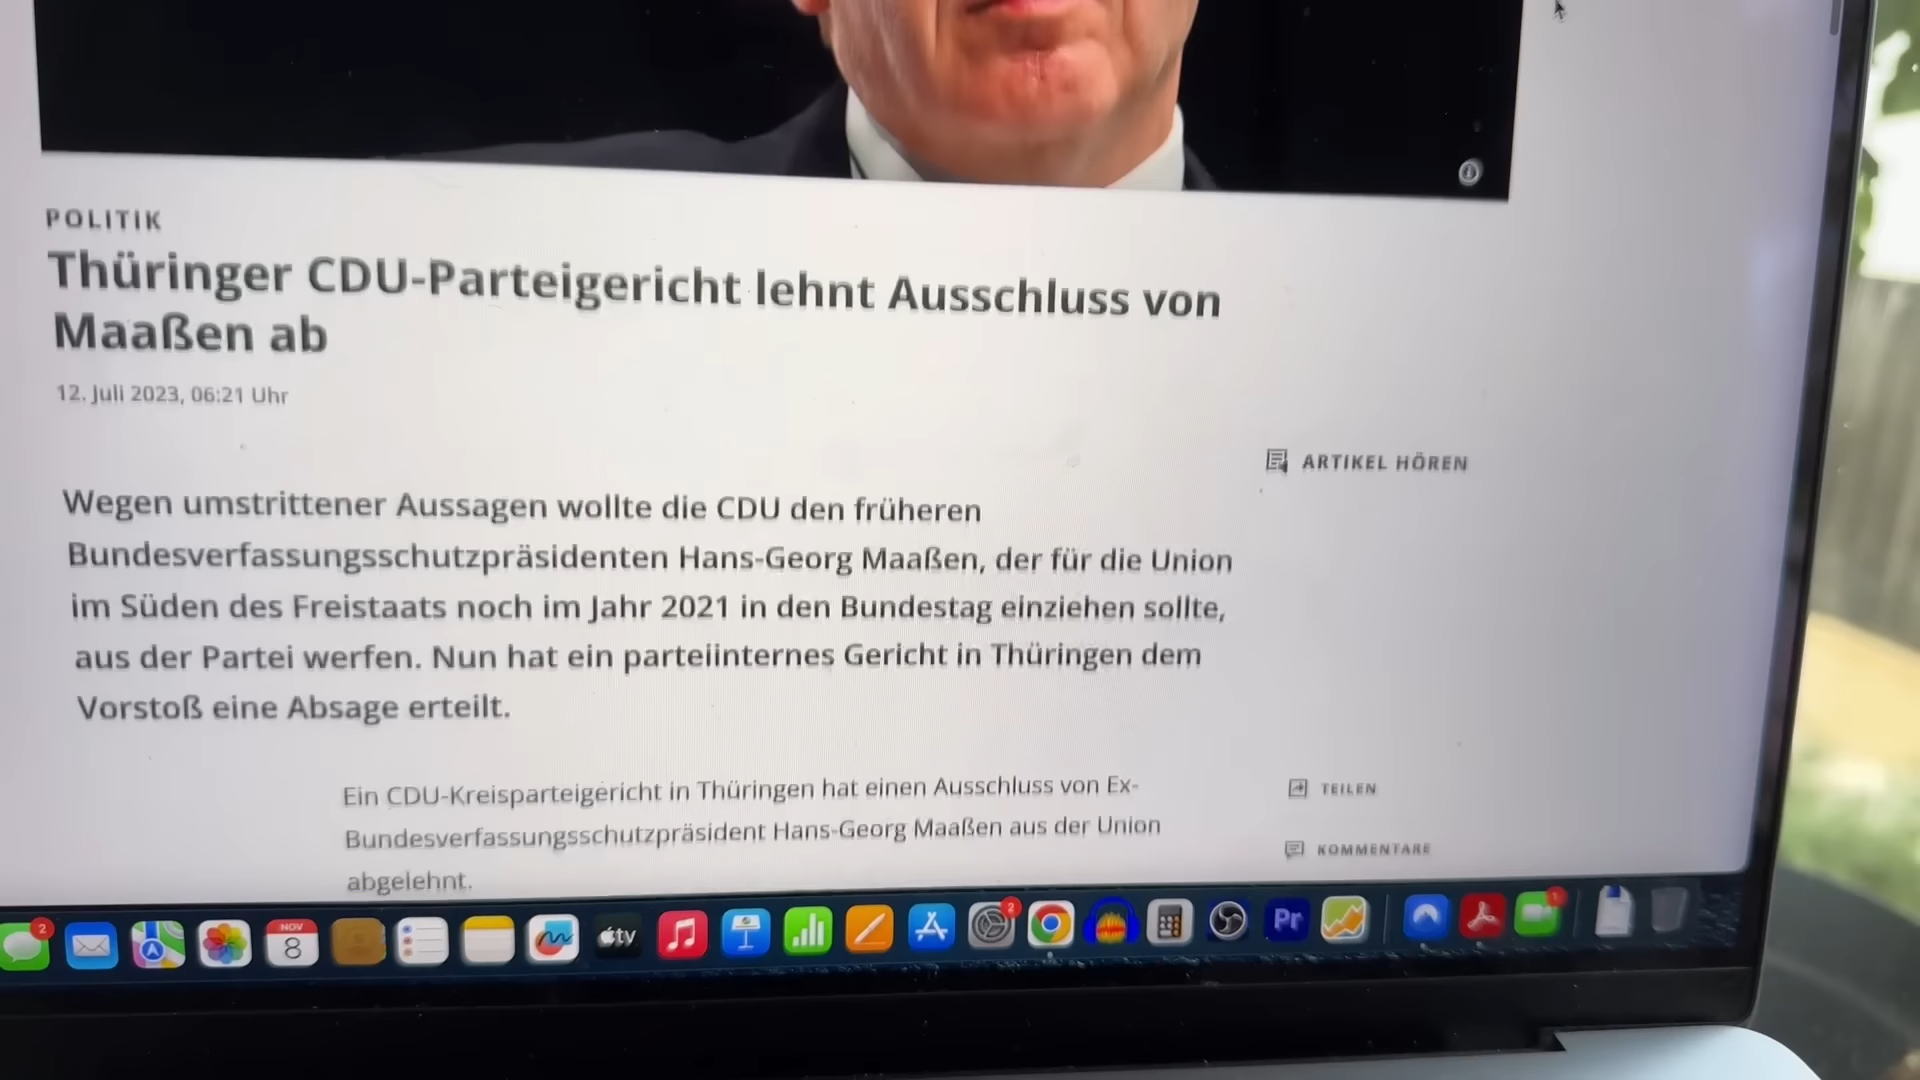 POLITIK
Thüringer CDU-Parteigericht lehnt Ausschluss von
Maaßen ab
12. Juli 2023, 06:21 Uhr
ARTIKEL HÖREN
Wegen umstrittener Aussagen wollte die CDU den früheren
Bundesverfassungsschutzpräsidenten Hans-Georg Maaßen, der für die Union
im Süden des Freistaats noch im Jahr 2021 in den Bundestag einziehen sollte,
aus der Partei werfen. Nun hat ein parteiinternes Gericht in Thüringen dem
Vorstoß eine Absage erteilt.
Ein CDU-Kreisparteigericht in Thüringen hat einen Ausschluss von Ex-
Bundesverfassungsschutzpräsident Hans-Georg Maaßen aus der Union
abgelehnt.
TEILEN
KOMMENTARE
2
NOV
8
tv
2
Pr
1